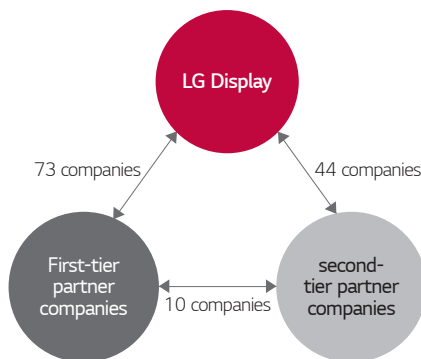 LG Display
73 companies
44 companies
First-tier
partner
companies
second-
tier partner
companies
10 companies